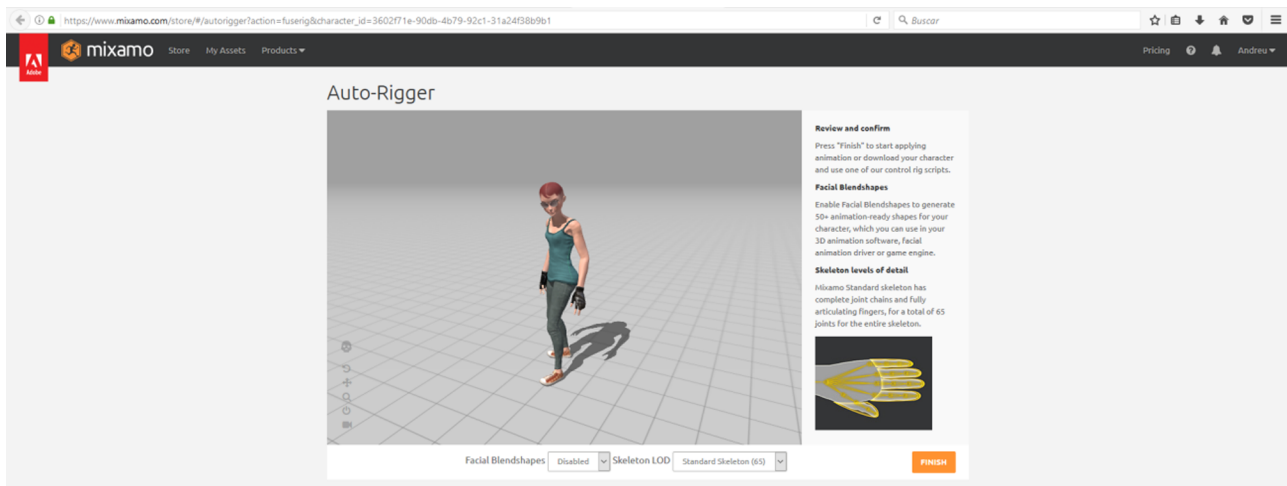 https://www.mixamo.com/store/#/autorigger?action=fuserig&character_id=3602f71e-90db-4b79-92c1-31a24f38b9b1
Buscar
Adobe
mixamo Store My Assets Products
Pricing Andreu
Auto-Rigger
Review and confirm
Press "Finish" to start applying
animation or download your character
and use one of our control rig scripts.
Facial Blendshapes
Enable Facial Blendshapes to generate
50+ animation-ready shapes for your
character, which you can use in your
3D animation software, facial
animation driver or game engine.
Skeleton levels of detail
Mixamo Standard skeleton has
complete joint chains and fully
articulating fingers, for a total of 65
joints for the entire skeleton.
Facial Blendshapes Disabled Skeleton LOD Standard Skeleton (65)
FINISH